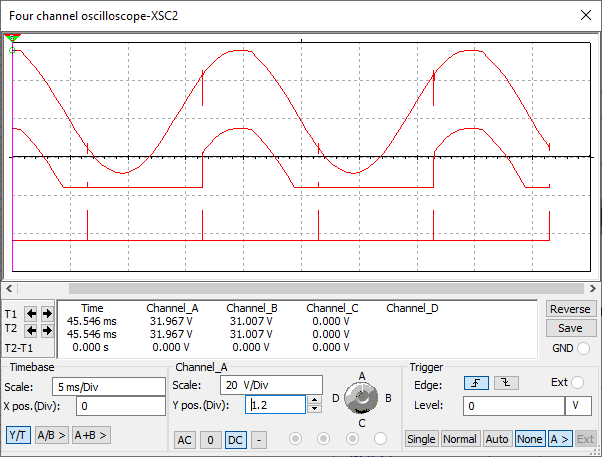 Four channel oscilloscope-XSC2
Time Channel_A Channel_B Channel_C Channel_D
T1 45.546 ms 31.967 V 31.007 V 0.000 V
T2 45.546 ms 31.967 V 31.007 V 0.000 V
T2-T1 0.000 s 0.000 V 0.000 V 0.000 V
Reverse
Save
GND
Timebase
Scale: 5 ms/Div
X pos.(Div): 0
Y/T A/B > A+B >
Channel_A
Scale: 20 V/Div
Y pos.(Div): 1.2
AC 0 DC -
A
D B
C
Trigger
Edge: Ext
Level: 0 V
Single Normal Auto None A > Ext